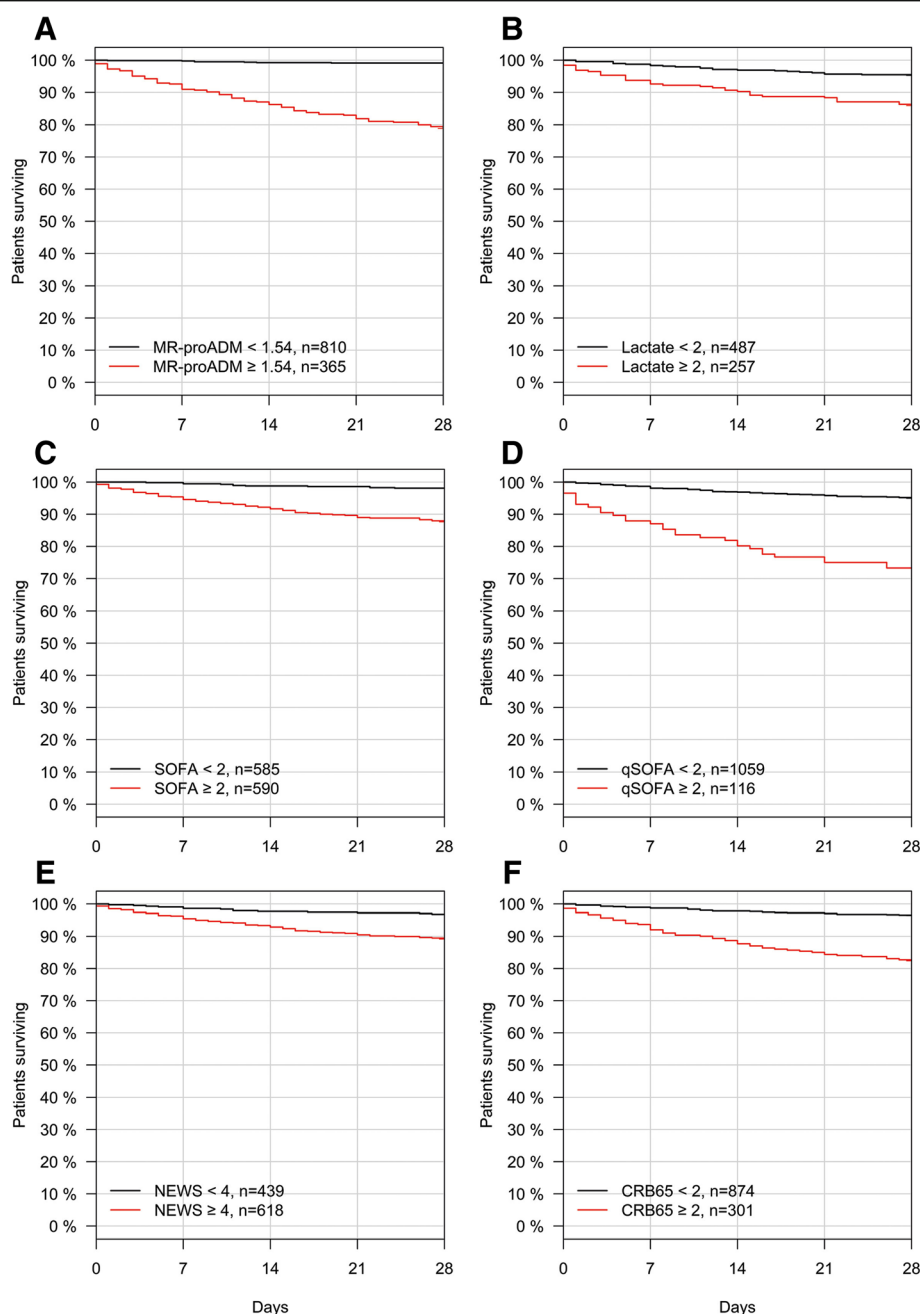 A
100 %
90 %
80 %
70 %
60 %
50 %
40 %
30 %
20 %
10 %
0 %
Patients surviving
MR-proADM < 1.54, n=810
MR-proADM ≥ 1.54, n=365
0 7 14 21 28
B
100 %
90 %
80 %
70 %
60 %
50 %
40 %
30 %
20 %
10 %
0 %
Patients surviving
Lactate < 2, n=487
Lactate ≥ 2, n=257
0 7 14 21 28
C
100 %
90 %
80 %
70 %
60 %
50 %
40 %
30 %
20 %
10 %
0 %
Patients surviving
SOFA < 2, n=585
SOFA ≥ 2, n=590
0 7 14 21 28
D
100 %
90 %
80 %
70 %
60 %
50 %
40 %
30 %
20 %
10 %
0 %
Patients surviving
qSOFA < 2, n=1059
qSOFA ≥ 2, n=116
0 7 14 21 28
E
100 %
90 %
80 %
70 %
60 %
50 %
40 %
30 %
20 %
10 %
0 %
Patients surviving
NEWS < 4, n=439
NEWS ≥ 4, n=618
0 7 14 21 28
Days
F
100 %
90 %
80 %
70 %
60 %
50 %
40 %
30 %
20 %
10 %
0 %
Patients surviving
CRB65 < 2, n=874
CRB65 ≥ 2, n=301
0 7 14 21 28
Days